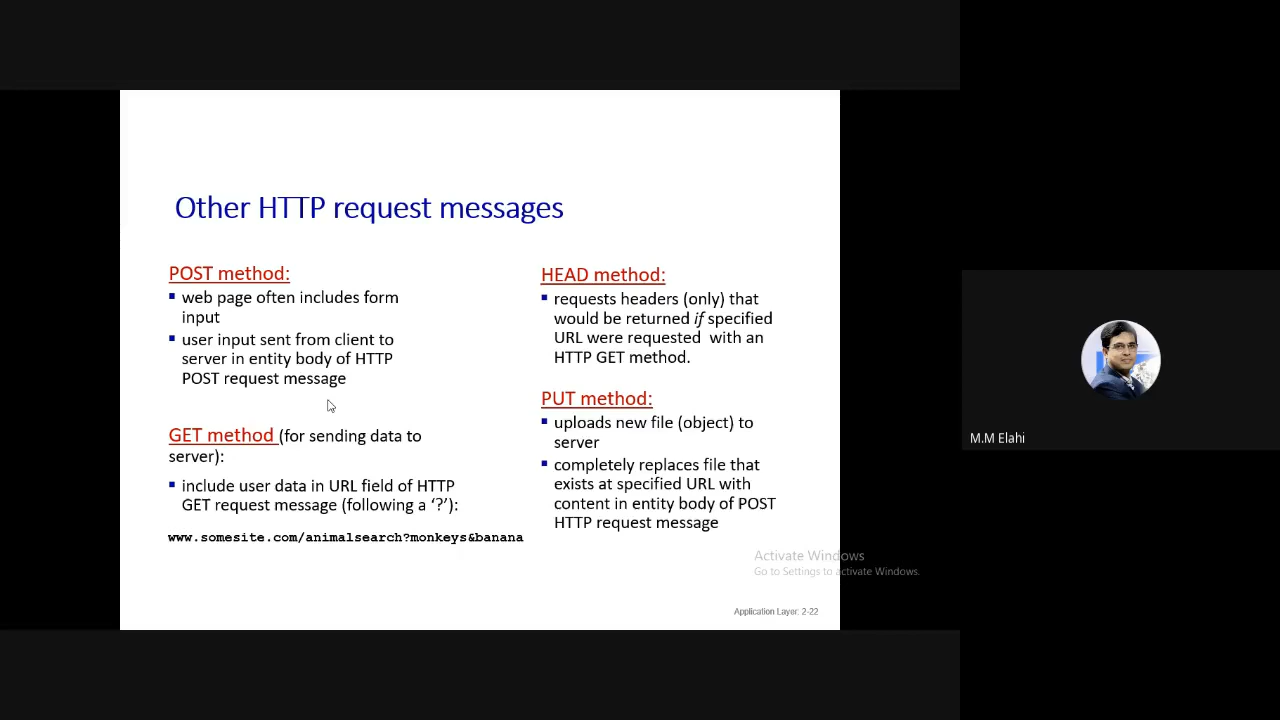 Other HTTP request messages
POST method:
web page often includes form
input
user input sent from client to
server in entity body of HTTP
POST request message
GET method (for sending data to
server):
include user data in URL field of HTTP
GET request message (following a ‘?’):
www.somesite.com/animalsearch?monkeys&banana
HEAD method:
requests headers (only) that
would be returned if specified
URL were requested with an
HTTP GET method.
PUT method:
uploads new file (object) to
server
completely replaces file that
exists at specified URL with
content in entity body of POST
HTTP request message
Activate Windows
Go to Settings to activate Windows.
Application Layer: 2-22
M.M Elahi